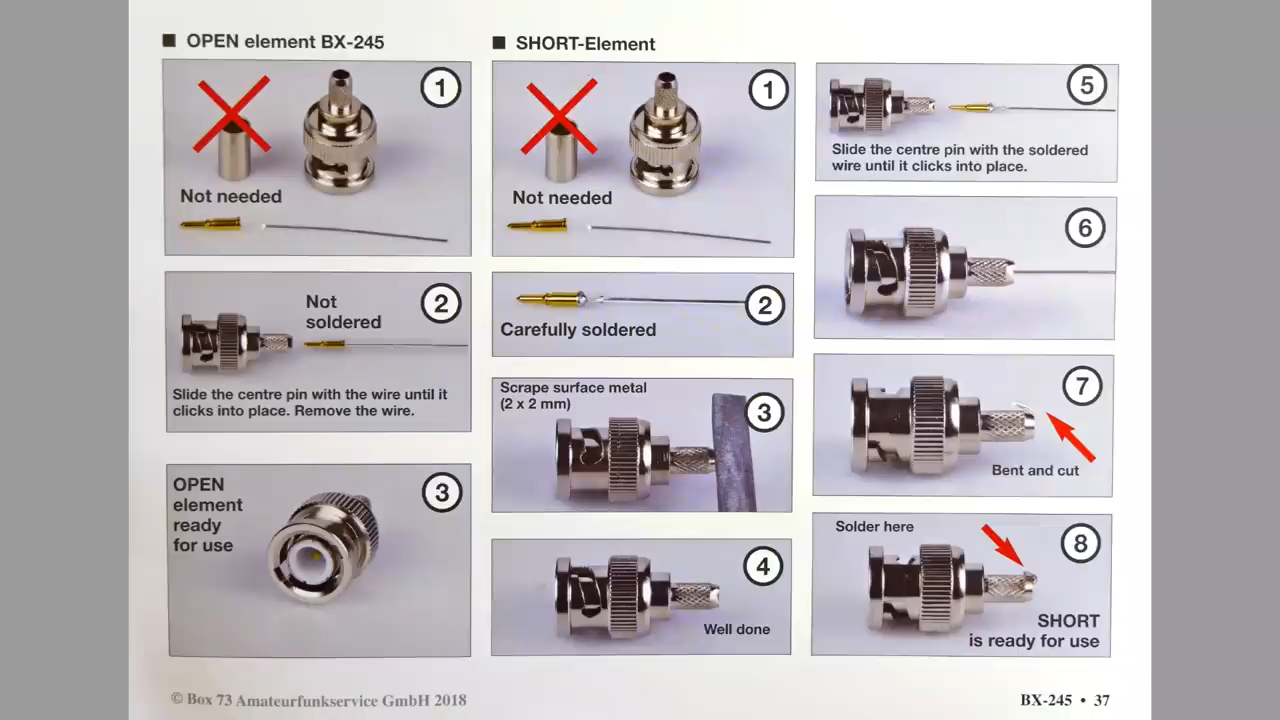 OPEN element BX-245
1
Not needed
2
Not
soldered
Slide the centre pin with the wire until it
clicks into place. Remove the wire.
3
OPEN
element
ready
for use
SHORT-Element
1
Not needed
2
Carefully soldered
Scrape surface metal
(2 x 2 mm)
3
4
Well done
5
Slide the centre pin with the soldered
wire until it clicks into place.
6
7
Bent and cut
Solder here
8
SHORT
is ready for use
© Box 73 Amateurfunkservice GmbH 2018
BX-245 • 37